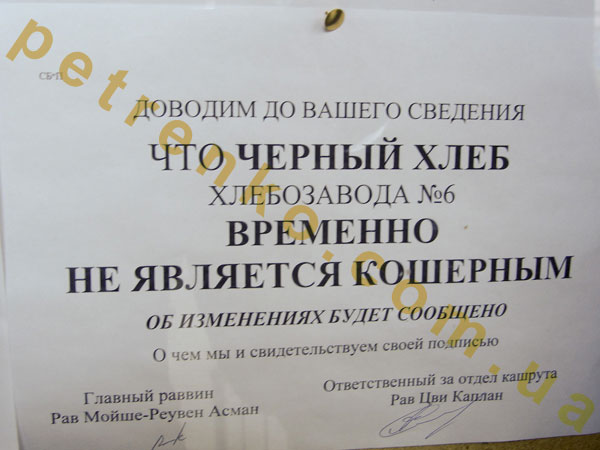 СБ"П
ДОВОДИМ ДО ВАШЕГО СВЕДЕНИЯ
ЧТО ЧЕРНЫЙ ХЛЕБ
ХЛЕБОЗАВОДА №6
ВРЕМЕННО
НЕ ЯВЛЯЕТСЯ КОШЕРНЫМ
ОБ ИЗМЕНЕНИЯХ БУДЕТ СООБЩЕНО
О чем мы и свидетельствуем своей подписью
Главный раввин
Рав Мойше-Реувен Асман
Ответственный за отдел кашрута
Рав Цви Каплан
petrenko.com.ua